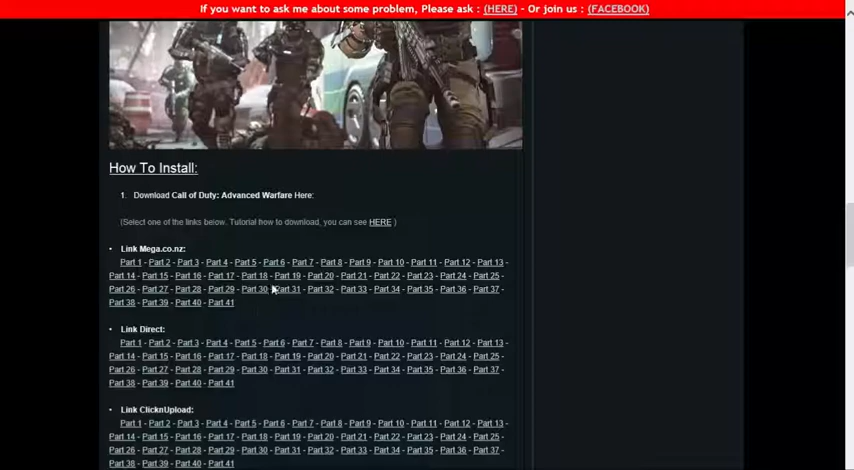 If you want to ask me about some problem, Please ask : (HERE) - Or join us : (FACEBOOK)
How To Install:
1. Download Call of Duty: Advanced Warfare Here:
(Select one of the links below. Tutorial how to download, you can see HERE )
• Link Mega.co.nz:
Part 1 - Part 2 - Part 3 - Part 4 - Part 5 - Part 6 - Part 7 - Part 8 - Part 9 - Part 10 - Part 11 - Part 12 - Part 13 -
Part 14 - Part 15 - Part 16 - Part 17 - Part 18 - Part 19 - Part 20 - Part 21 - Part 22 - Part 23 - Part 24 - Part 25 -
Part 26 - Part 27 - Part 28 - Part 29 - Part 30 - Part 31 - Part 32 - Part 33 - Part 34 - Part 35 - Part 36 - Part 37 -
Part 38 - Part 39 - Part 40 - Part 41
• Link Direct:
Part 1 - Part 2 - Part 3 - Part 4 - Part 5 - Part 6 - Part 7 - Part 8 - Part 9 - Part 10 - Part 11 - Part 12 - Part 13 -
Part 14 - Part 15 - Part 16 - Part 17 - Part 18 - Part 19 - Part 20 - Part 21 - Part 22 - Part 23 - Part 24 - Part 25 -
Part 26 - Part 27 - Part 28 - Part 29 - Part 30 - Part 31 - Part 32 - Part 33 - Part 34 - Part 35 - Part 36 - Part 37 -
Part 38 - Part 39 - Part 40 - Part 41
• Link ClicknUpload:
Part 1 - Part 2 - Part 3 - Part 4 - Part 5 - Part 6 - Part 7 - Part 8 - Part 9 - Part 10 - Part 11 - Part 12 - Part 13 -
Part 14 - Part 15 - Part 16 - Part 17 - Part 18 - Part 19 - Part 20 - Part 21 - Part 22 - Part 23 - Part 24 - Part 25 -
Part 26 - Part 27 - Part 28 - Part 29 - Part 30 - Part 31 - Part 32 - Part 33 - Part 34 - Part 35 - Part 36 - Part 37 -
Part 38 - Part 39 - Part 40 - Part 41